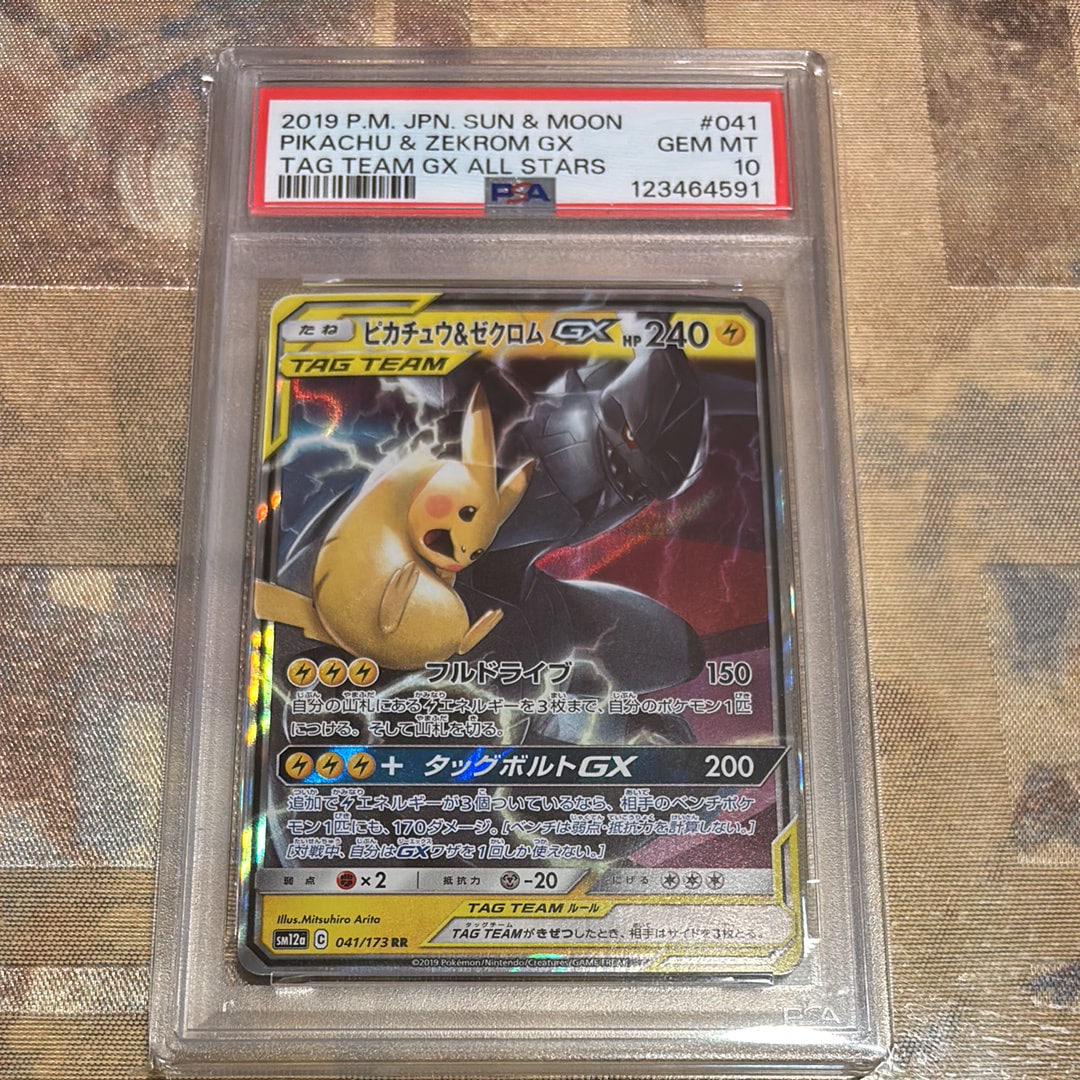 2019 P.M. JPN. SUN & MOON #041
PIKACHU & ZEKROM GX GEM MT
TAG TEAM GX ALL STARS 10
PSA 123464591
たね ピカチュウ&ゼクロム GX HP 240
TAG TEAM
フルドライブ 150
自分の山札にあるエネルギーを3枚まで、自分のポケモン1匹
につける。そして山札を切る。
+ タッグボルトGX 200
追加でエネルギーが3個ついているなら、相手のベンチポケ
モン1匹にも、170ダメージ。[ベンチは弱点・抵抗力を計算しない。]
[対戦中、自分はGXワザを1回しか使えない。]
弱点 ×2 抵抗力 -20 にげる
TAG TEAM ルール
Illus.Mitsuhiro Arita
TAG TEAMがきぜつしたとき、相手はサイドを3枚とる。
sm12a C 041/173 RR
©2019 Pokémon/Nintendo/Creatures/GAME FREAK
PSA